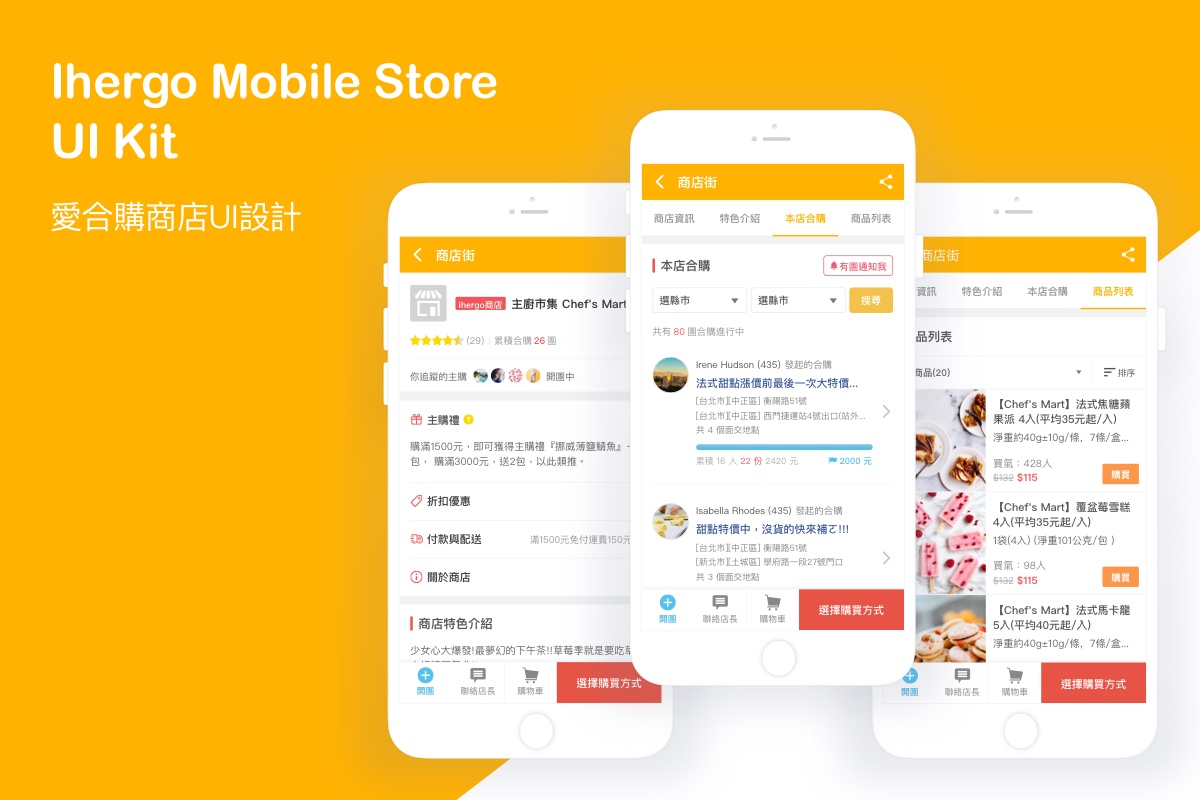 Ihergo Mobile Store
UI Kit
愛合購商店UI設計
商店街
ihergo商店 主廚市集 Chef's Mart
(29) 累積合購 26 團
你追蹤的主購 開團中
主購禮 ?
購滿1500元，即可獲得主購禮『挪威薄鹽鯖魚』
包， 購滿3000元，送2包，以此類推。
折扣優惠
付款與配送 滿1500元免付運費150元
關於商店
商店特色介紹
少女心大爆發!最夢幻的下午茶!!草莓季就是要吃
開團 聯絡店長 購物車 選擇購買方式
商店街
商店資訊 特色介紹 本店合購 商品列表
本店合購 有團通知我
選縣市 選縣市 搜尋
共有 80 團合購進行中
Irene Hudson (435) 發起的合購
法式甜點漲價前最後一次大特價...
[台北市][中正區] 衡陽路51號
[台北市][中正區] 西門捷運站4號出口(站外...
共 4 個面交地點
累積 16 人 22 份 2420 元 2000 元
Isabella Rhodes (435) 發起的合購
甜點特價中，沒貨的快來補ㄛ!!!
[台北市][中正區] 衡陽路51號
[新北市][土城區] 學府路一段27號門口
共 3 個面交地點
開團 聯絡店長 購物車 選擇購買方式
商店街
資訊 特色介紹 本店合購 商品列表
品列表
商品(20) 排序
【Chef's Mart】法式焦糖蘋
果派 4入(平均35元起/入)
淨重約40g±10g/條，7條/盒...
買氣：428人
$132 $115 購買
【Chef's Mart】覆盆莓雪糕
4入(平均35元起/入)
1袋(4入) (淨重101公克/包 )
買氣：98人
$132 $115 購買
【Chef's Mart】法式馬卡龍
5入(平均40元起/入)
淨重約40g±10g/條，7條/盒...
開團 聯絡店長 購物車 選擇購買方式